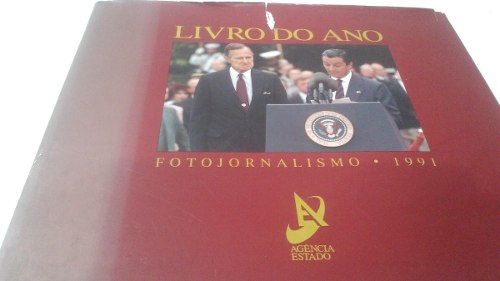 LIVRO DO ANO
FOTOJORNALISMO • 1991
AGÊNCIA
ESTADO